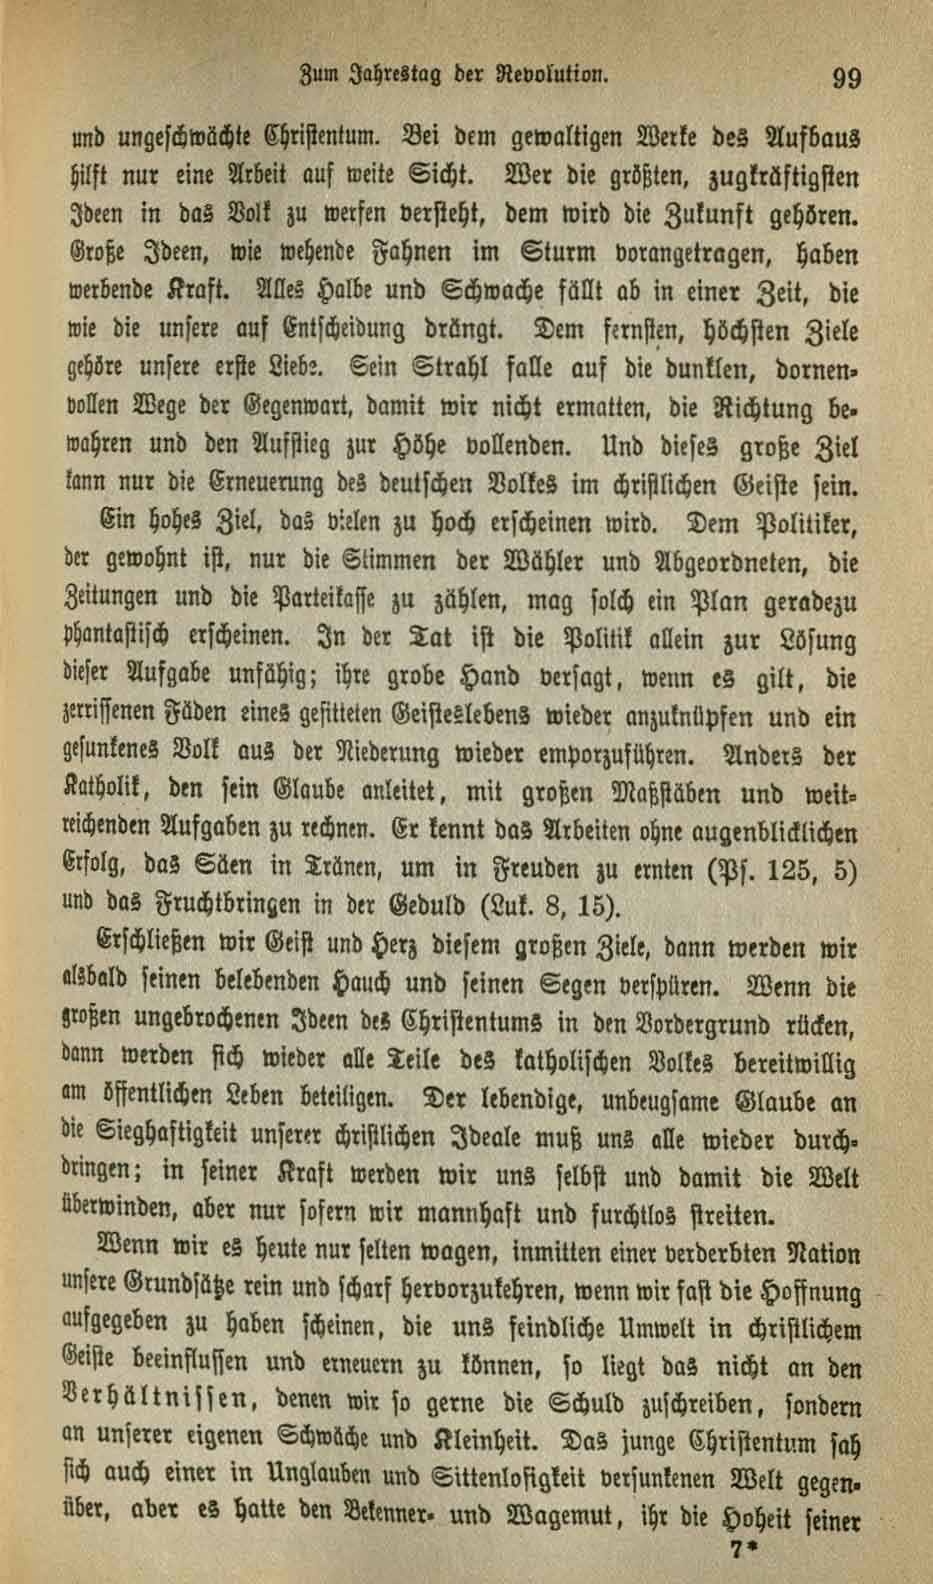 Zum Jahrestag der Revolution. 99
und ungeschwächte Christentum. Bei dem gewaltigen Werke des Aufbaus
hilft nur eine Arbeit auf weite Sicht. Wer die größten, zugkräftigsten
Ideen in das Volk zu werfen versteht, dem wird die Zukunft gehören.
Große Ideen, wie wehende Fahnen im Sturm vorangetragen, haben
werbende Kraft. Alles Halbe und Schwache fällt ab in einer Zeit, die
wie die unsere auf Entscheidung drängt. Dem fernsten, höchsten Ziele
gehöre unsere erste Liebe. Sein Strahl falle auf die dunklen, dornen-
vollen Wege der Gegenwart, damit wir nicht ermatten, die Richtung be-
wahren und den Aufstieg zur Höhe vollenden. Und dieses große Ziel
kann nur die Erneuerung des deutschen Volkes im christlichen Geiste sein.
Ein hohes Ziel, das vielen zu hoch erscheinen wird. Dem Politiker,
der gewohnt ist, nur die Stimmen der Wähler und Abgeordneten, die
Zeitungen und die Parteikasse zu zählen, mag solch ein Plan geradezu
phantastisch erscheinen. In der Tat ist die Politik allein zur Lösung
dieser Aufgabe unfähig; ihre grobe Hand versagt, wenn es gilt, die
zerrissenen Fäden eines gesitteten Geisteslebens wieder anzuknüpfen und ein
gesunkenes Volk aus der Niederung wieder emporzuführen. Anders der
Katholik, den sein Glaube anleitet, mit großen Maßstäben und weit-
reichenden Aufgaben zu rechnen. Er kennt das Arbeiten ohne augenblicklichen
Erfolg, das Säen in Tränen, um in Freuden zu ernten (Ps. 125, 5)
und das Fruchtbringen in der Geduld (Luk. 8, 15).
Erschließen wir Geist und Herz diesem großen Ziele, dann werden wir
alsbald seinen belebenden Hauch und seinen Segen verspüren. Wenn die
großen ungebrochenen Ideen des Christentums in den Vordergrund rücken,
dann werden sich wieder alle Teile des katholischen Volkes bereitwillig
am öffentlichen Leben beteiligen. Der lebendige, unbeugsame Glaube an
die Sieghaftigkeit unserer christlichen Ideale muß uns alle wieder durch-
dringen; in seiner Kraft werden wir uns selbst und damit die Welt
überwinden, aber nur sofern wir mannhaft und furchtlos streiten.
Wenn wir es heute nur selten wagen, inmitten einer verderbten Nation
unsere Grundsätze rein und scharf hervorzukehren, wenn wir fast die Hoffnung
aufgegeben zu haben scheinen, die uns feindliche Umwelt in christlichem
Geiste beeinflussen und erneuern zu können, so liegt das nicht an den
Verhältnissen, denen wir so gerne die Schuld zuschreiben, sondern
an unserer eigenen Schwäche und Kleinheit. Das junge Christentum sah
sich auch einer in Unglauben und Sittenlosigkeit versunkenen Welt gegen-
über, aber es hatte den Bekenner- und Wagemut, ihr die Hoheit seiner
7*